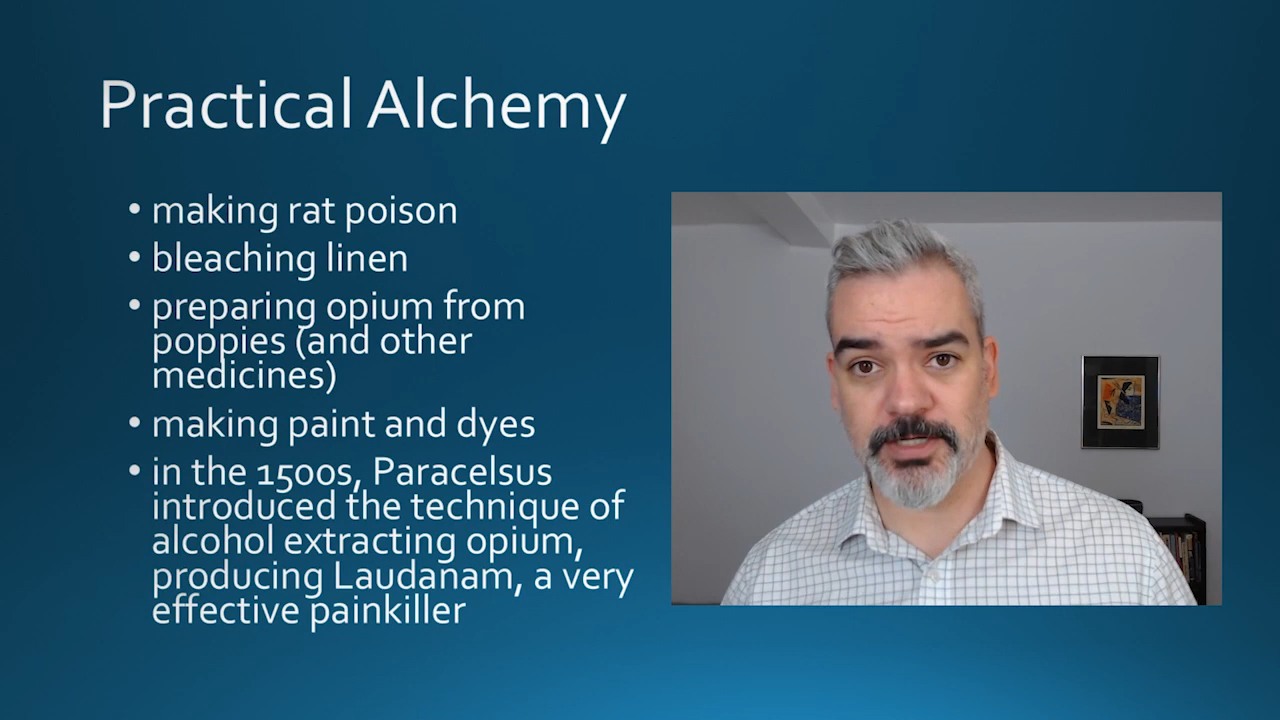 Practical Alchemy
• making rat poison
• bleaching linen
• preparing opium from
poppies (and other
medicines)
• making paint and dyes
• in the 1500s, Paracelsus
introduced the technique of
alcohol extracting opium,
producing Laudanam, a very
effective painkiller